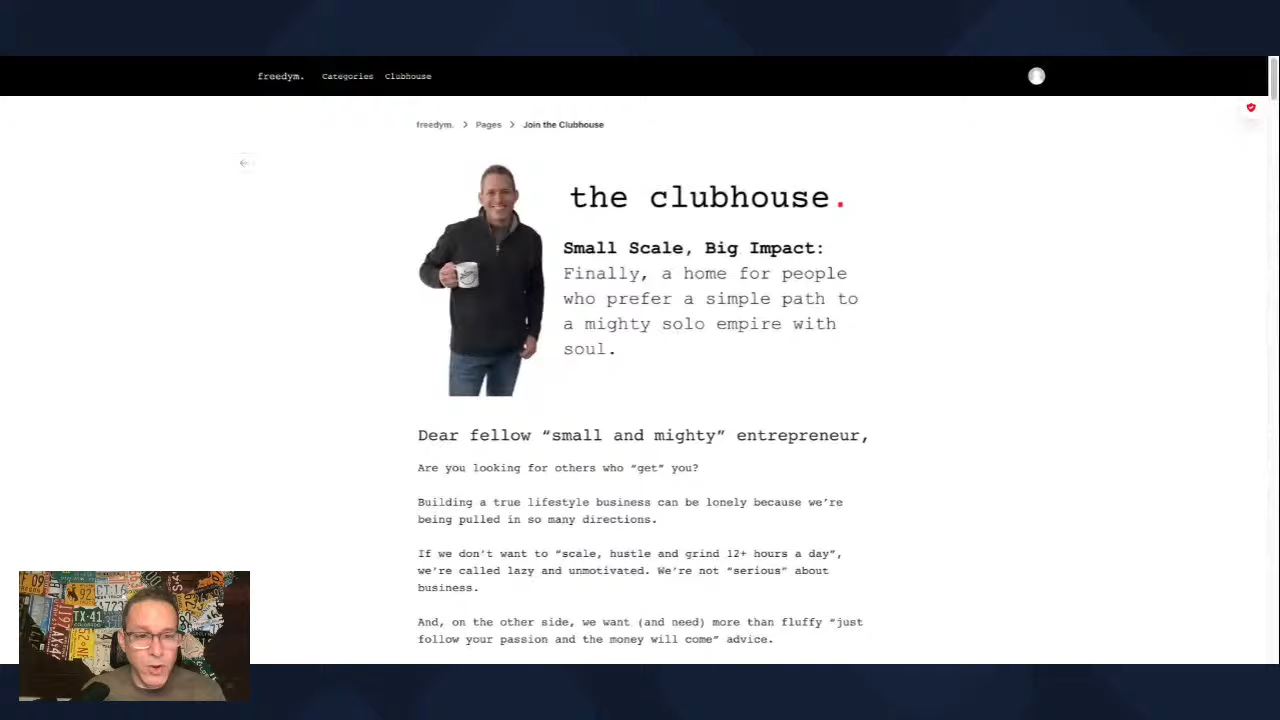 freedym. Categories Clubhouse
freedym. > Pages > Join the Clubhouse
the clubhouse.
Small Scale, Big Impact:
Finally, a home for people
who prefer a simple path to
a mighty solo empire with
soul.
Dear fellow “small and mighty” entrepreneur,
Are you looking for others who “get” you?
Building a true lifestyle business can be lonely because we’re
being pulled in so many directions.
If we don’t want to “scale, hustle and grind 12+ hours a day”,
we’re called lazy and unmotivated. We’re not “serious” about
business.
And, on the other side, we want (and need) more than fluffy “just
follow your passion and the money will come” advice.
TX·41
CT·16